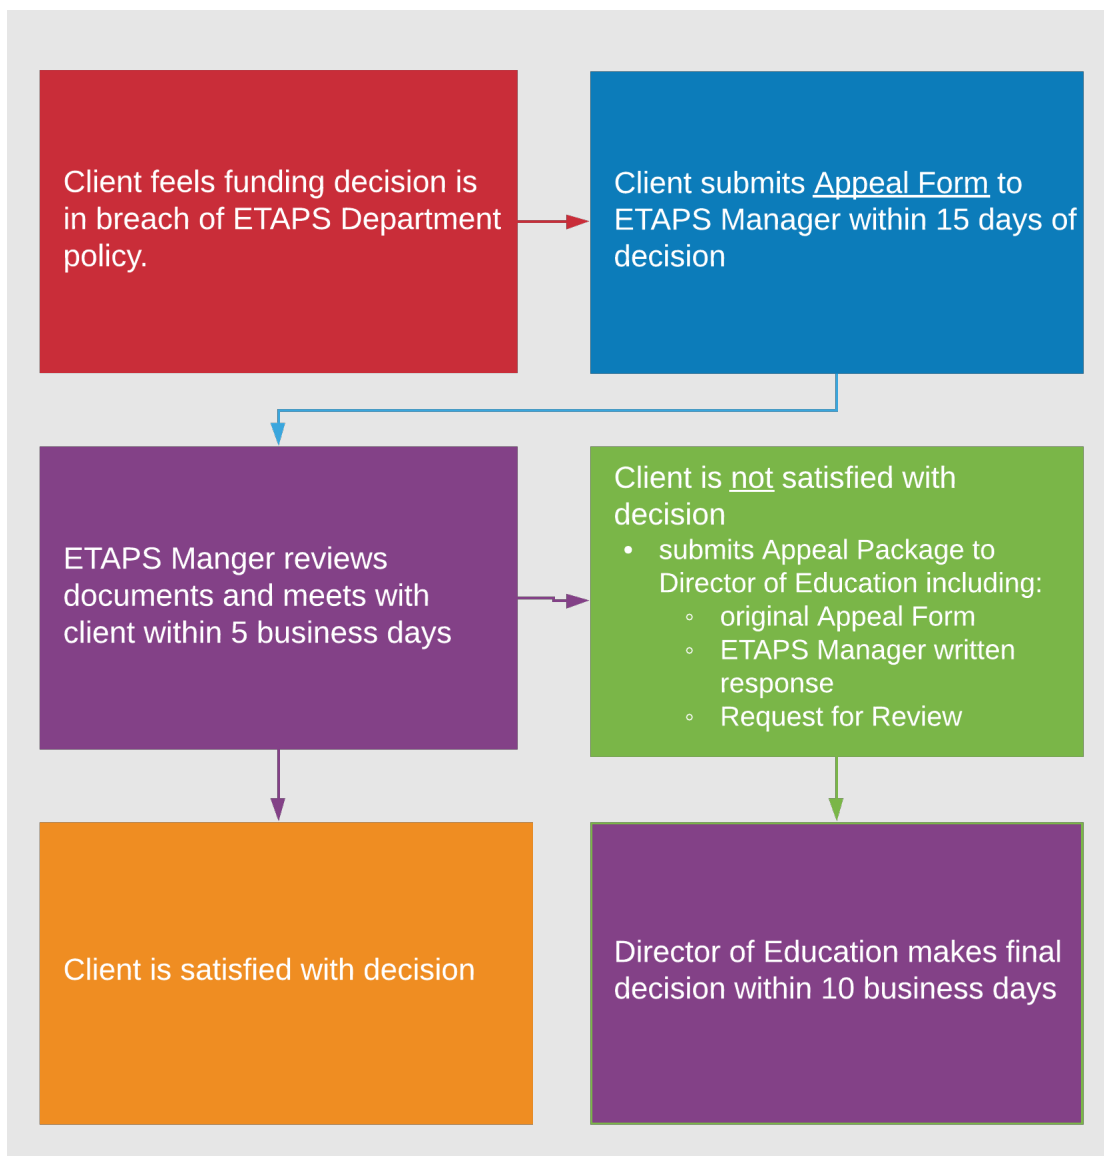 Client feels funding decision is
in breach of ETAPS Department
policy.
Client submits Appeal Form to
ETAPS Manager within 15 days of
decision
ETAPS Manger reviews
documents and meets with
client within 5 business days
Client is not satisfied with
decision
• submits Appeal Package to
Director of Education including:
◦ original Appeal Form
◦ ETAPS Manager written
response
◦ Request for Review
Client is satisfied with decision
Director of Education makes final
decision within 10 business days